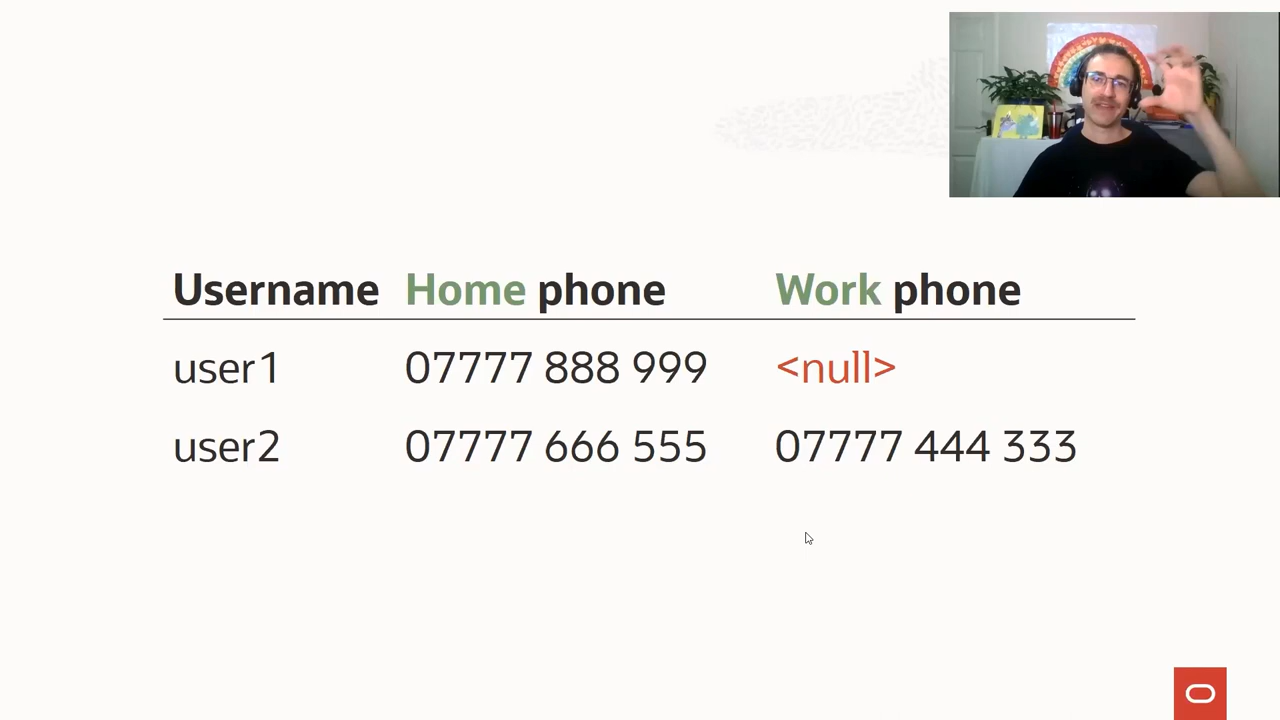 Username Home phone Work phone
user1 07777 888 999 <null>
user2 07777 666 555 07777 444 333